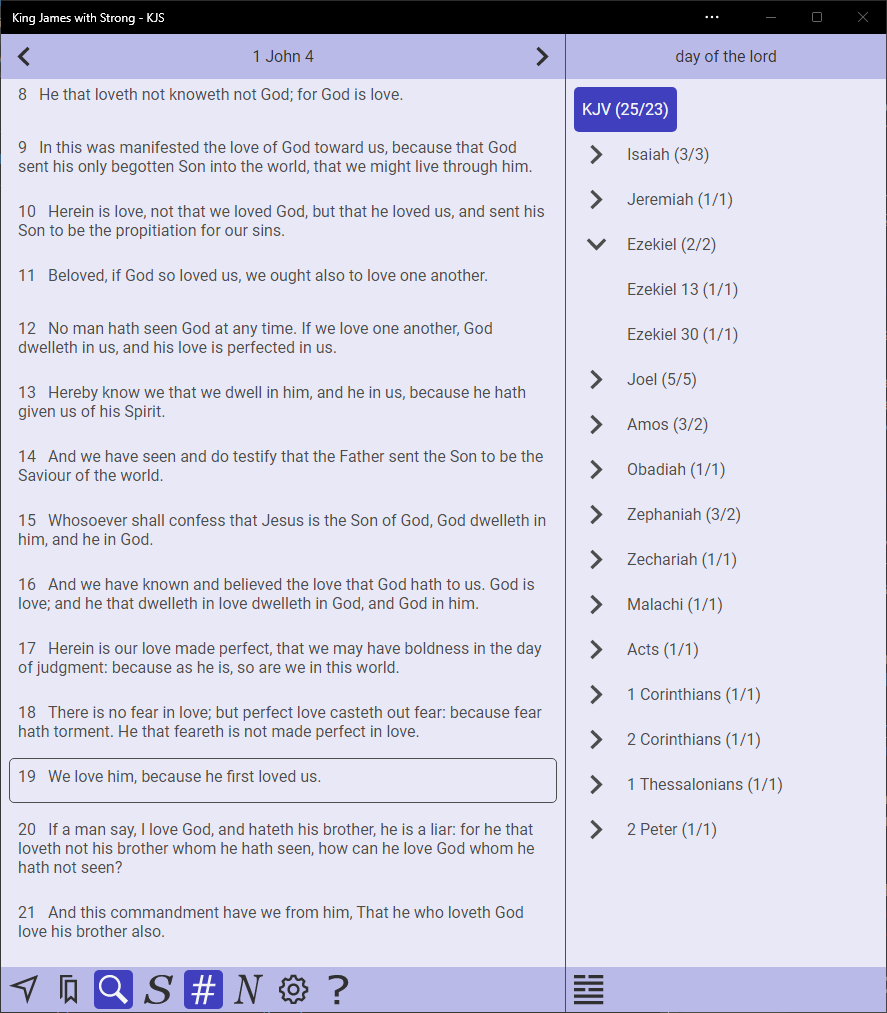 King James with Strong - KJS
1 John 4
8 He that loveth not knoweth not God; for God is love.
9 In this was manifested the love of God toward us, because that God
sent his only begotten Son into the world, that we might live through him.
10 Herein is love, not that we loved God, but that he loved us, and sent his
Son to be the propitiation for our sins.
11 Beloved, if God so loved us, we ought also to love one another.
12 No man hath seen God at any time. If we love one another, God
dwelleth in us, and his love is perfected in us.
13 Hereby know we that we dwell in him, and he in us, because he hath
given us of his Spirit.
14 And we have seen and do testify that the Father sent the Son to be the
Saviour of the world.
15 Whosoever shall confess that Jesus is the Son of God, God dwelleth in
him, and he in God.
16 And we have known and believed the love that God hath to us. God is
love; and he that dwelleth in love dwelleth in God, and God in him.
17 Herein is our love made perfect, that we may have boldness in the day
of judgment: because as he is, so are we in this world.
18 There is no fear in love; but perfect love casteth out fear: because fear
hath torment. He that feareth is not made perfect in love.
19 We love him, because he first loved us.
20 If a man say, I love God, and hateth his brother, he is a liar: for he that
loveth not his brother whom he hath seen, how can he love God whom he
hath not seen?
21 And this commandment have we from him, That he who loveth God
love his brother also.
S # N ?
day of the lord
KJV (25/23)
Isaiah (3/3)
Jeremiah (1/1)
Ezekiel (2/2)
Ezekiel 13 (1/1)
Ezekiel 30 (1/1)
Joel (5/5)
Amos (3/2)
Obadiah (1/1)
Zephaniah (3/2)
Zechariah (1/1)
Malachi (1/1)
Acts (1/1)
1 Corinthians (1/1)
2 Corinthians (1/1)
1 Thessalonians (1/1)
2 Peter (1/1)